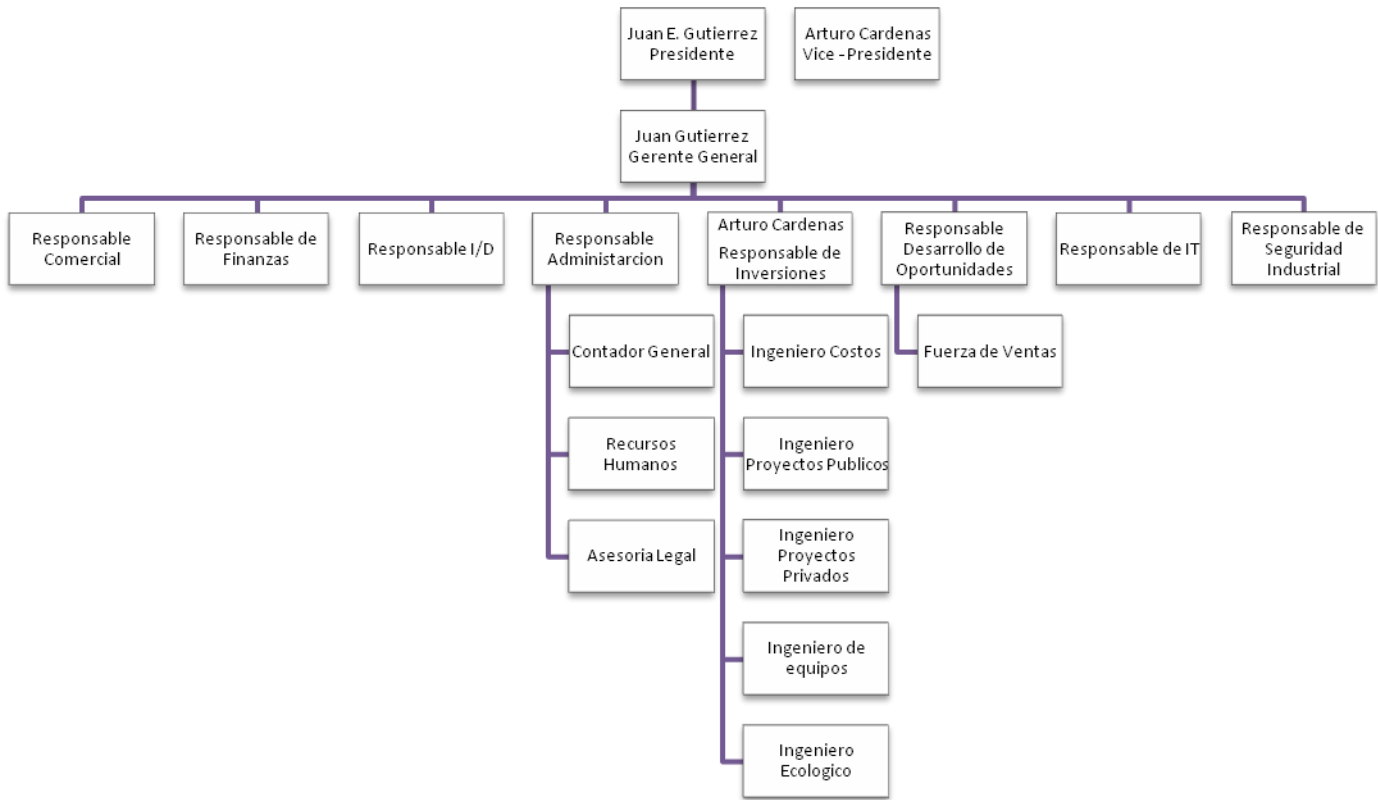 Juan E. Gutierrez
Presidente
Arturo Cardenas
Vice - Presidente
Juan Gutierrez
Gerente General
Responsable
Comercial
Responsable de
Finanzas
Responsable I/D
Responsable
Administarcion
Arturo Cardenas
Responsable de
Inversiones
Responsable
Desarrollo de
Oportunidades
Responsable de IT
Responsable de
Seguridad
Industrial
Contador General
Ingeniero Costos
Fuerza de Ventas
Recursos
Humanos
Ingeniero
Proyectos Publicos
Asesoria Legal
Ingeniero
Proyectos
Privados
Ingeniero de
equipos
Ingeniero
Ecologico